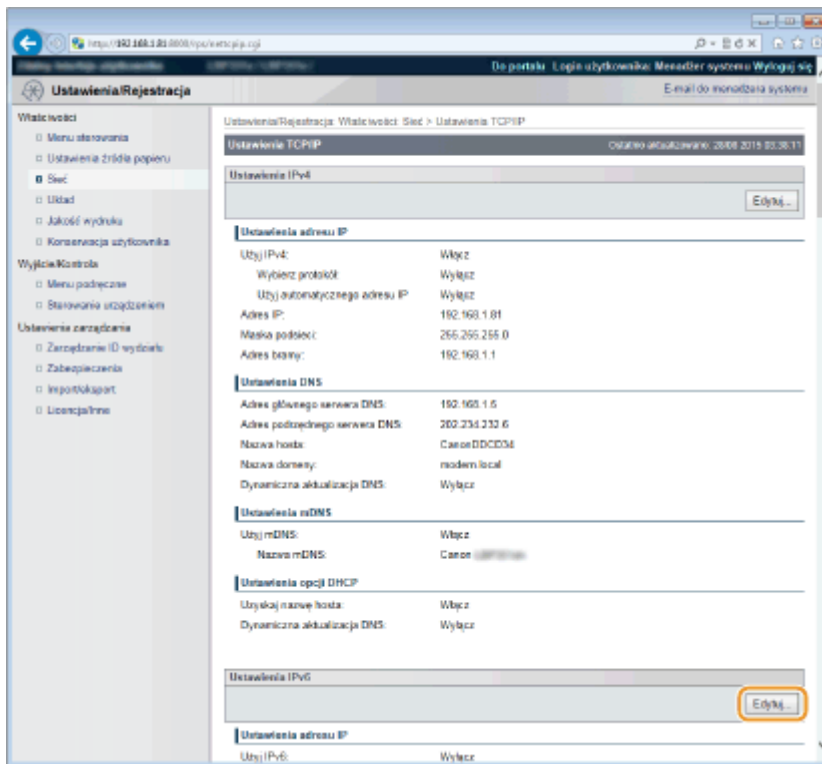 Do portalu Login użytkownika: Menedżer systemu Wyloguj się
Ustawienia/Rejestracja
E-mail do menedżera systemu
Właściwości
Menu sterowania
Ustawienia źródła papieru
Sieć
Układ
Jakość wydruku
Konserwacja użytkownika
Wyjście/Kontrola
Menu podręczne
Sterowanie urządzeniem
Ustawienia zarządzania
Zarządzanie ID wydziału
Zabezpieczenia
Import/eksport
Licencja/Inne
Ustawienia/Rejestracja: Właściwości: Sieć > Ustawienia TCP/IP
Ustawienia TCP/IP
Ostatnio aktualizowano: 28/08 2015 03:38:11
Ustawienia IPv4
Edytuj...
Ustawienia adresu IP
Użyj IPv4: Włącz
Wybierz protokół: Wyłącz
Użyj automatycznego adresu IP Wyłącz
Adres IP: 192.168.1.81
Maska podsieci: 255.255.255.0
Adres bramy: 192.168.1.1
Ustawienia DNS
Adres głównego serwera DNS: 192.168.1.6
Adres podrzędnego serwera DNS: 202.234.232.6
Nazwa hosta: CanonDDCD34
Nazwa domeny: modem.local
Dynamiczna aktualizacja DNS: Wyłącz
Ustawienia mDNS
Użyj mDNS: Włącz
Nazwa mDNS: Canon
Ustawienia opcji DHCP
Uzyskaj nazwę hosta: Włącz
Dynamiczna aktualizacja DNS: Wyłącz
Ustawienia IPv6
Edytuj...
Ustawienia adresu IP
Użyj IPv6: Wyłącz